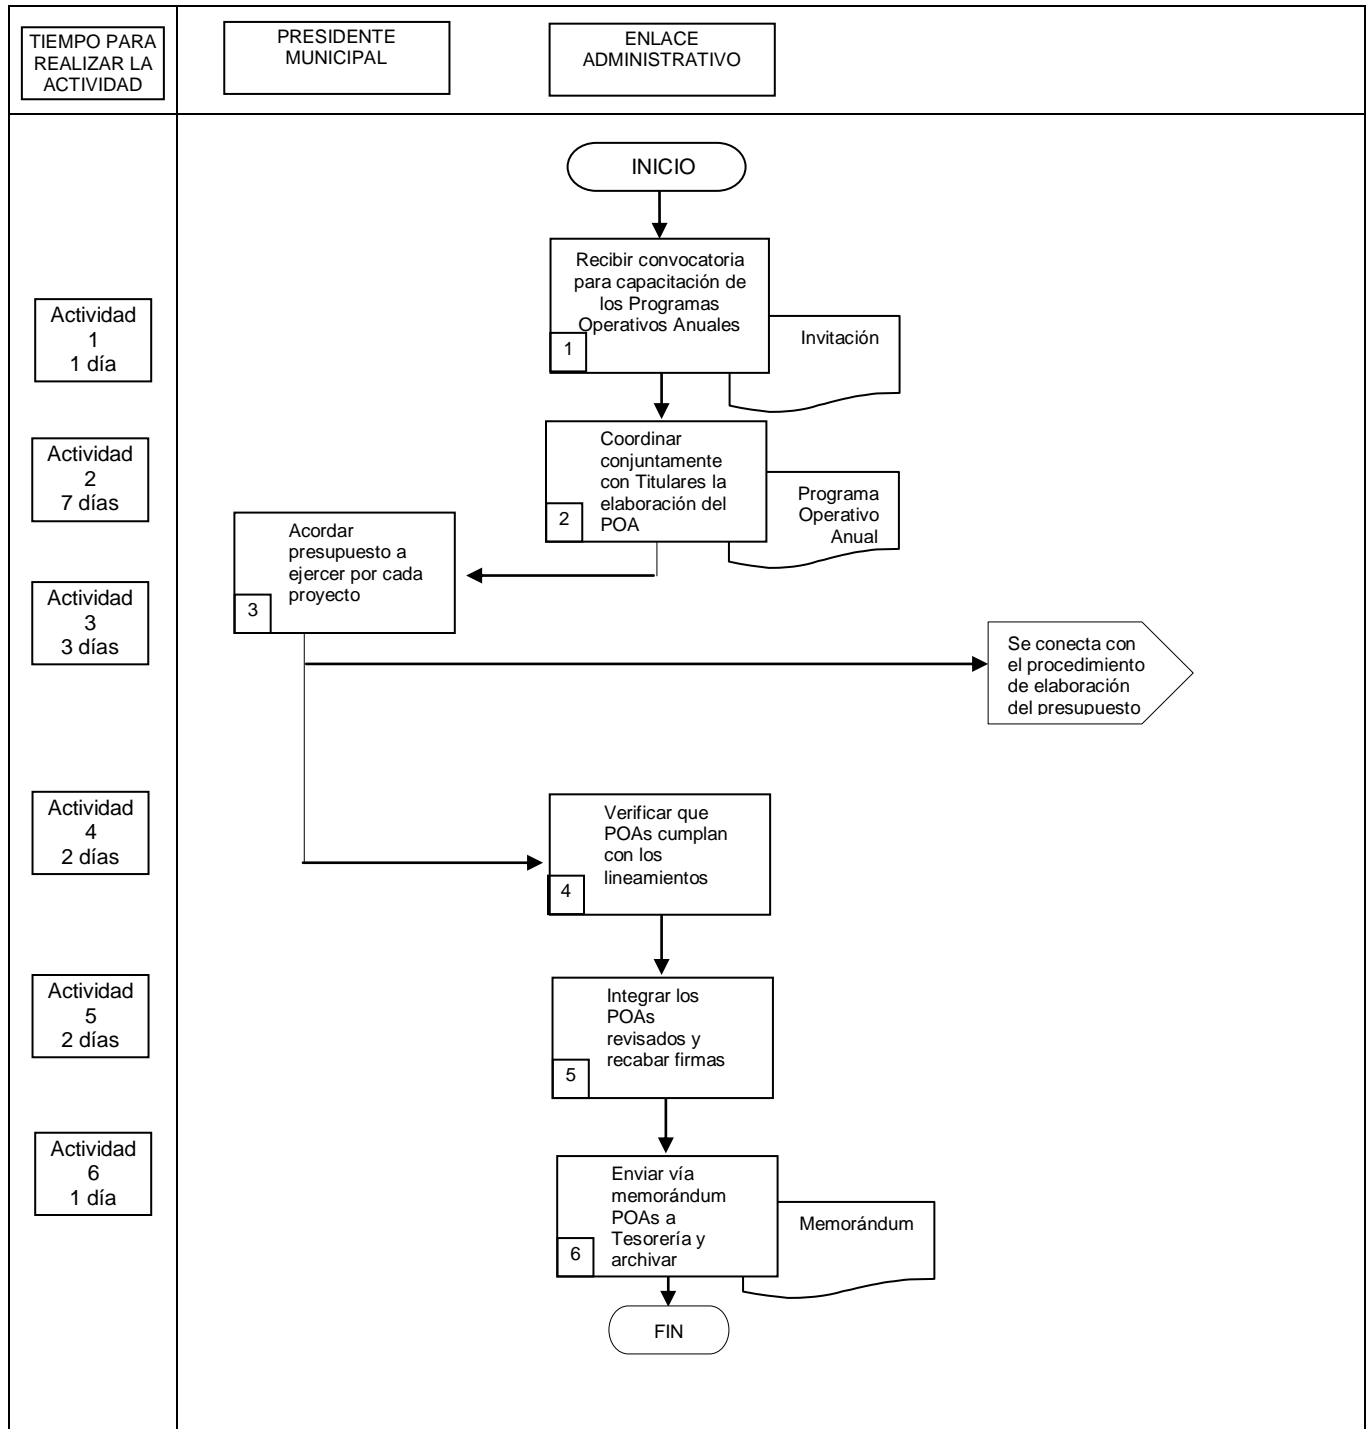 TIEMPO PARA
REALIZAR LA
ACTIVIDAD
PRESIDENTE
MUNICIPAL
ENLACE
ADMINISTRATIVO
INICIO
Recibir convocatoria
para capacitación de
los Programas
Operativos Anuales
1
Invitación
Actividad
1
1 día
Coordinar
conjuntamente
con Titulares la
elaboración del
POA
2
Programa
Operativo
Anual
Actividad
2
7 días
Acordar
presupuesto a
ejercer por cada
proyecto
3
Actividad
3
3 días
Se conecta con
el procedimiento
de elaboración
del presupuesto
Actividad
4
2 días
Verificar que
POAs cumplan
con los
lineamientos
4
Actividad
5
2 días
Integrar los
POAs
revisados y
recabar firmas
5
Actividad
6
1 día
Enviar vía
memorándum
POAs a
Tesorería y
archivar
6
Memorándum
FIN